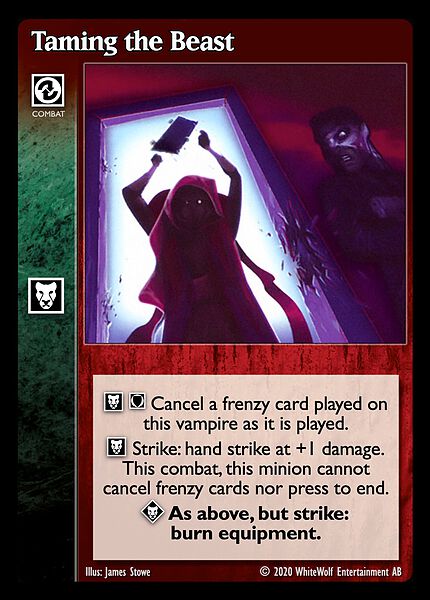 Taming the Beast
COMBAT
Cancel a frenzy card played on
this vampire as it is played.
Strike: hand strike at +1 damage.
This combat, this minion cannot
cancel frenzy cards nor press to end.
As above, but strike:
burn equipment.
Illus: James Stowe
© 2020 WhiteWolf Entertainment AB